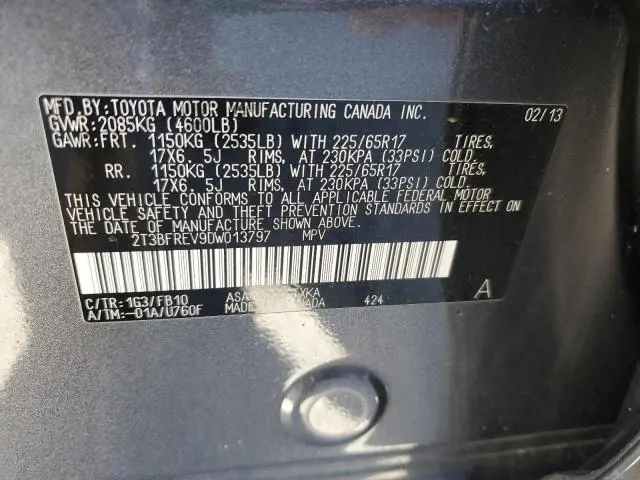 MFD.BY:TOYOTA MOTOR MANUFACTURING CANADA INC. 02/13
GVWR:2085KG (4600LB)
GAWR:FRT. 1150KG (2535LB) WITH 225/65R17 TIRES,
17X6.5J RIMS, AT 230KPA (33PSI) COLD.
RR. 1150KG (2535LB) WITH 225/65R17 TIRES,
17X6.5J RIMS, AT 230KPA (33PSI) COLD.
THIS VEHICLE CONFORMS TO ALL APPLICABLE FEDERAL MOTOR
VEHICLE SAFETY AND THEFT PREVENTION STANDARDS IN EFFECT ON
THE DATE OF MANUFACTURE SHOWN ABOVE.
2T3BFREV9DW013797 MPV
C/TR:1G3/FB10
A/TM:-01A/U760F
MADE 424
A